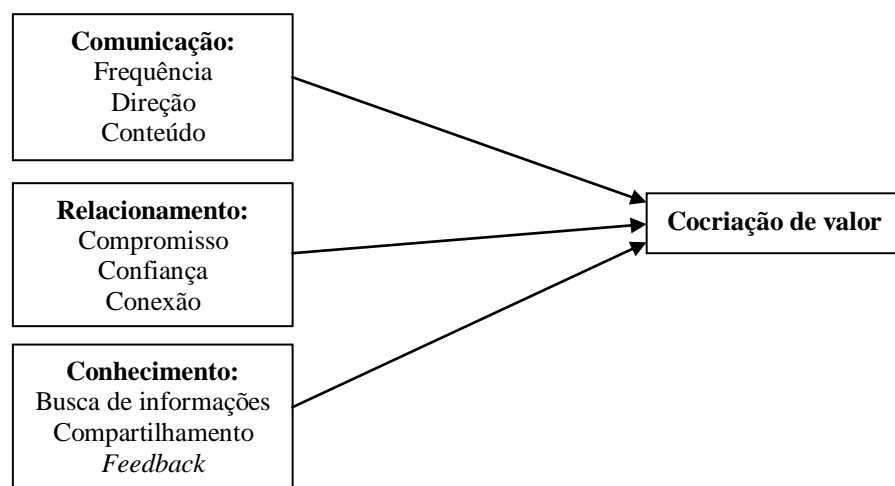 Comunicação:
Frequência
Direção
Conteúdo
Relacionamento:
Compromisso
Confiança
Conexão
Conhecimento:
Busca de informações
Compartilhamento
Feedback
Cocriação de valor